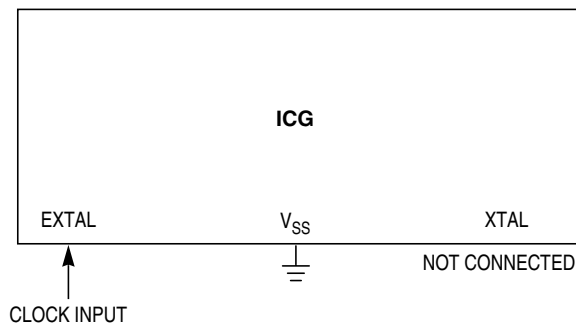 ICG
EXTAL
VSS
XTAL
NOT CONNECTED
CLOCK INPUT